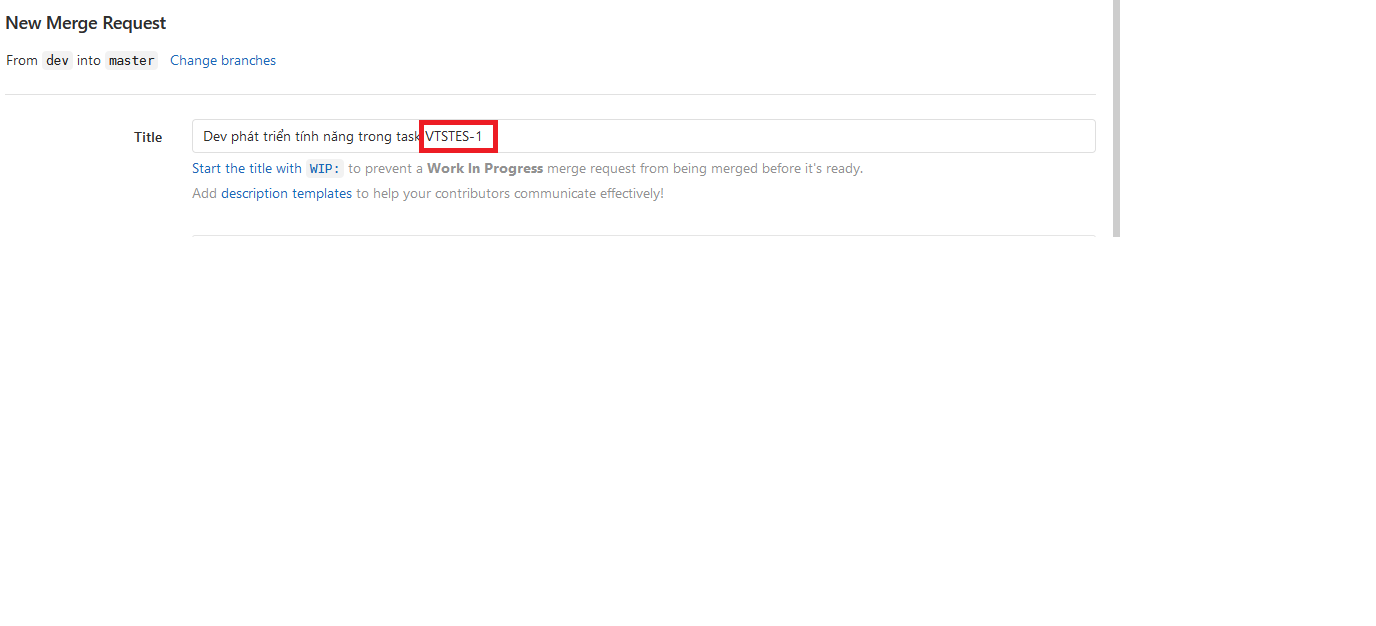 New Merge Request
From dev into master Change branches
Title Dev phát triển tính năng trong task VTSTES-1
Start the title with WIP: to prevent a Work In Progress merge request from being merged before it's ready.
Add description templates to help your contributors communicate effectively!